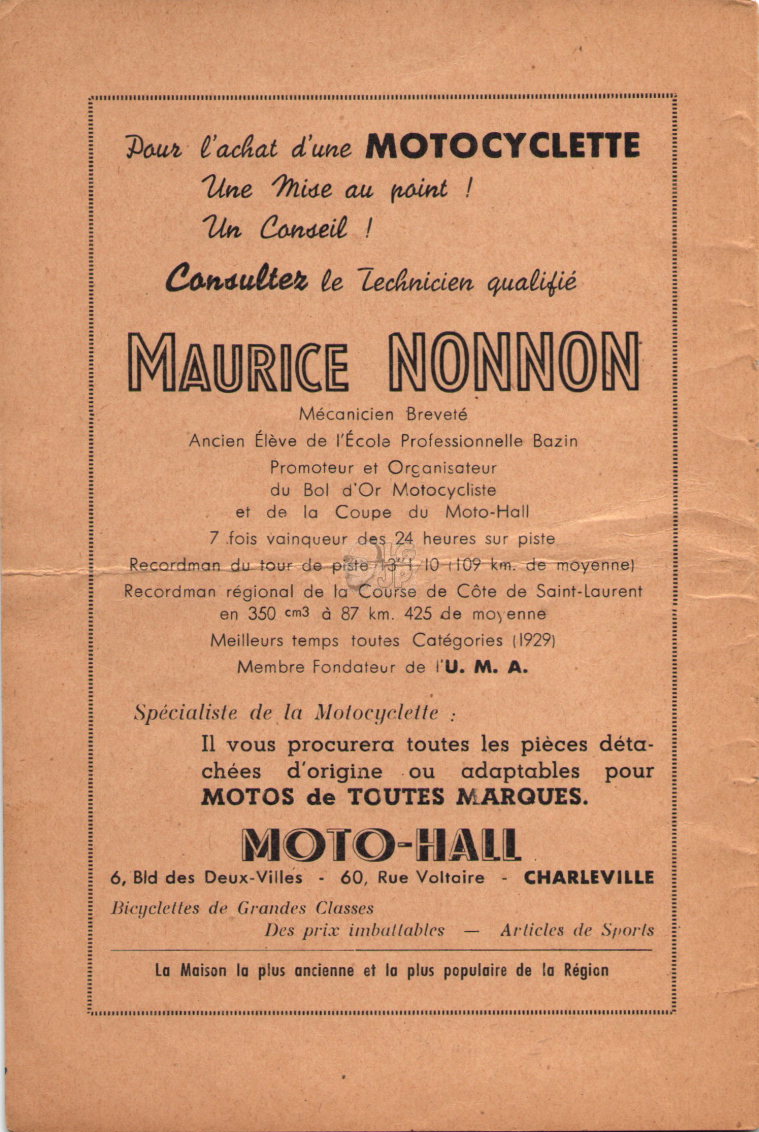 Pour l'achat d'une MOTOCYCLETTE
Une Mise au point !
Un Conseil !
Consultez le Technicien qualifié
MAURICE NONNON
Mécanicien Breveté
Ancien Élève de l'École Professionnelle Bazin
Promoteur et Organisateur
du Bol d'Or Motocycliste
et de la Coupe du Moto-Hall
7 fois vainqueur des 24 heures sur piste
Recordman du tour de piste 10 (109 km. de moyenne)
Recordman régional de la Course de Côte de Saint-Laurent
en 350 cm3 à 87 km. 425 de moyenne
Meilleurs temps toutes Catégories (1929)
Membre Fondateur de l'U. M. A.
Spécialiste de la Motocyclette :
Il vous procurera toutes les pièces déta-
chées d'origine ou adaptables pour
MOTOS de TOUTES MARQUES.
MOTO-HALL
6, Bld des Deux-Villes - 60, Rue Voltaire - CHARLEVILLE
Bicyclettes de Grandes Classes
Des prix imbattables — Articles de Sports
La Maison la plus ancienne et la plus populaire de la Région